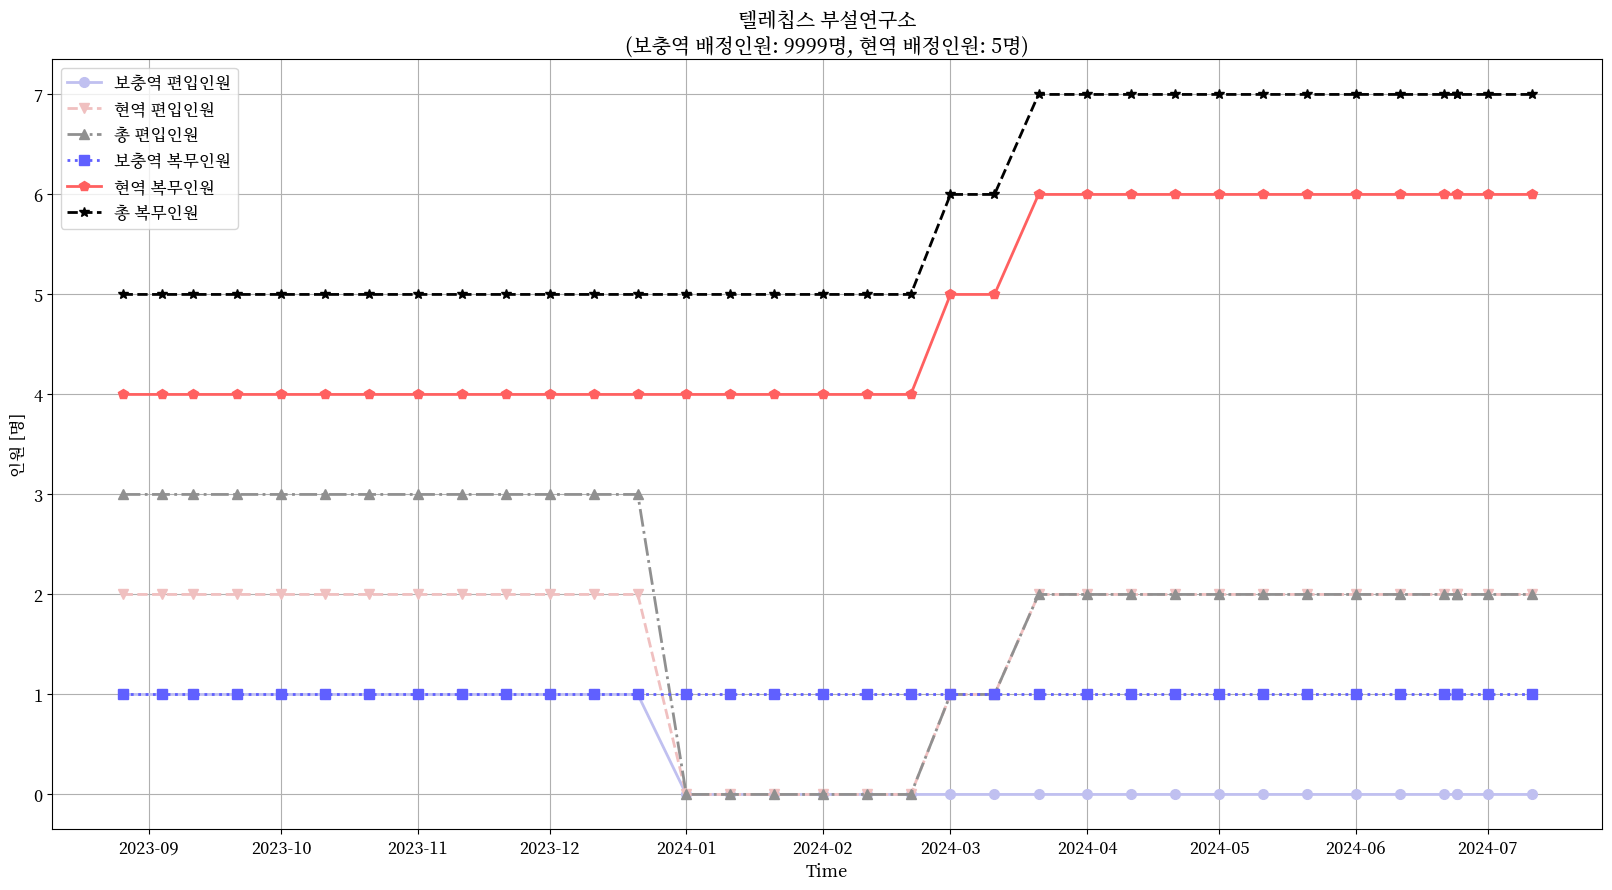 텔레칩스 부설연구소
(보충역 배정인원: 9999명, 현역 배정인원: 5명)
보충역 편입인원
현역 편입인원
총 편입인원
보충역 복무인원
현역 복무인원
총 복무인원
인원 [명]
7
6
5
4
3
2
1
0
2023-09
2023-10
2023-11
2023-12
2024-01
2024-02
2024-03
2024-04
2024-05
2024-06
2024-07
Time